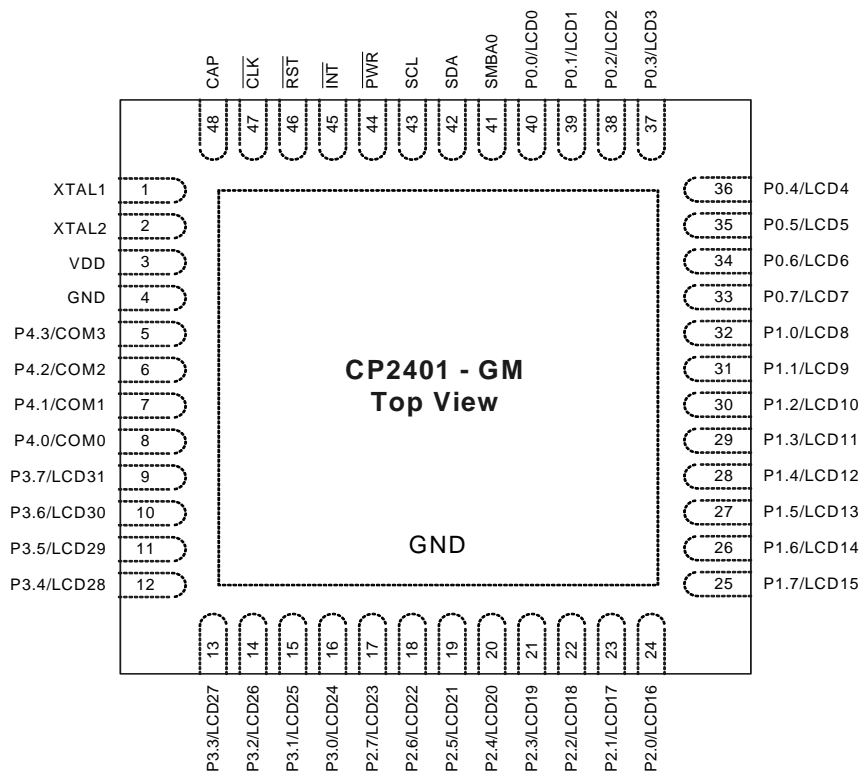 CAP
CLK
RST
INT
PWR
SCL
SDA
SMBA0
P0.0/LCD0
P0.1/LCD1
P0.2/LCD2
P0.3/LCD3
48
47
46
45
44
43
42
41
40
39
38
37
XTAL1 1
XTAL2 2
VDD 3
GND 4
P4.3/COM3 5
P4.2/COM2 6
P4.1/COM1 7
P4.0/COM0 8
P3.7/LCD31 9
P3.6/LCD30 10
P3.5/LCD29 11
P3.4/LCD28 12
CP2401 - GM
Top View
GND
36 P0.4/LCD4
35 P0.5/LCD5
34 P0.6/LCD6
33 P0.7/LCD7
32 P1.0/LCD8
31 P1.1/LCD9
30 P1.2/LCD10
29 P1.3/LCD11
28 P1.4/LCD12
27 P1.5/LCD13
26 P1.6/LCD14
25 P1.7/LCD15
13
14
15
16
17
18
19
20
21
22
23
24
P3.3/LCD27
P3.2/LCD26
P3.1/LCD25
P3.0/LCD24
P2.7/LCD23
P2.6/LCD22
P2.5/LCD21
P2.4/LCD20
P2.3/LCD19
P2.2/LCD18
P2.1/LCD17
P2.0/LCD16